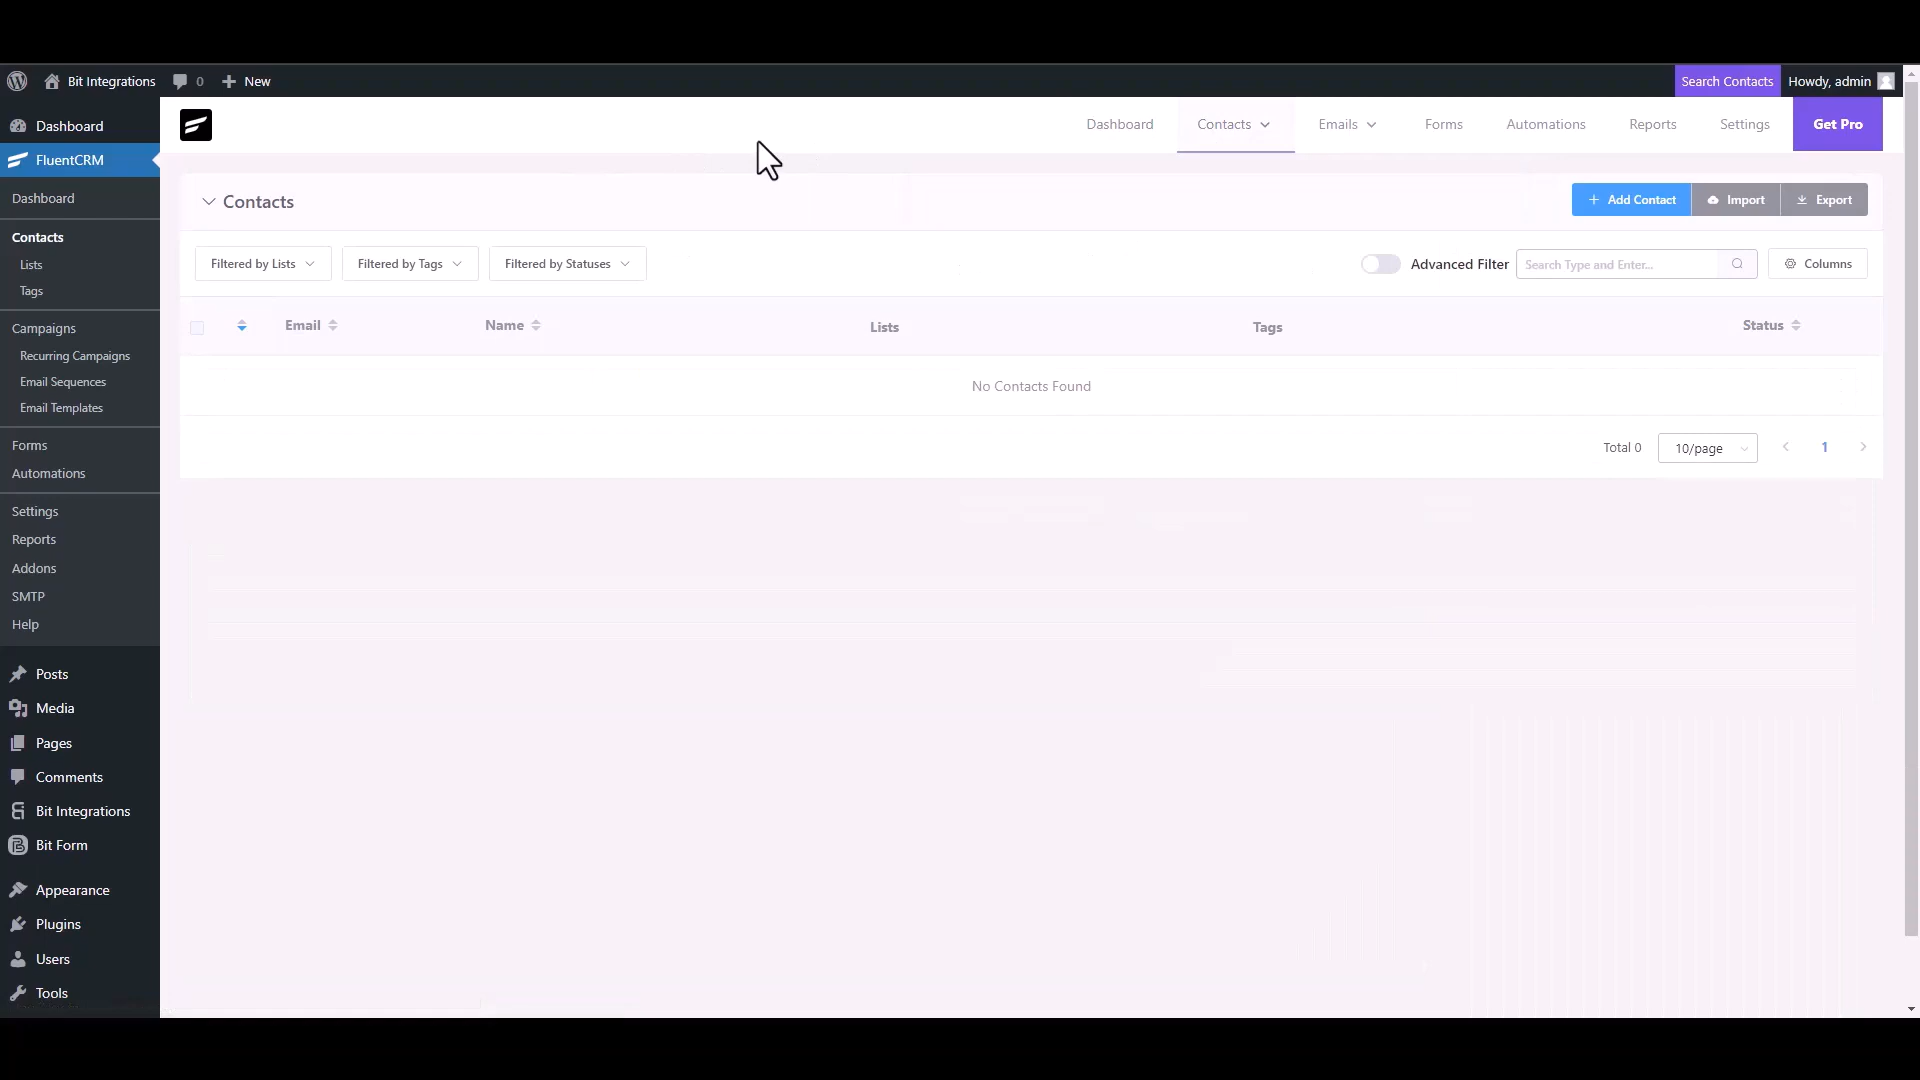 Bit Integrations 0 New Search Contacts Howdy, admin
Dashboard
FluentCRM
Dashboard
Contacts
Lists
Tags
Campaigns
Recurring Campaigns
Email Sequences
Email Templates
Forms
Automations
Settings
Reports
Addons
SMTP
Help
Posts
Media
Pages
Comments
Bit Integrations
Bit Form
Appearance
Plugins
Users
Tools
Dashboard Contacts Emails Forms Automations Reports Settings Get Pro
Contacts Add Contact Import Export
Filtered by Lists Filtered by Tags Filtered by Statuses Advanced Filter Search Type and Enter... Columns
Email Name Lists Tags Status
No Contacts Found
Total 0 10/page 1